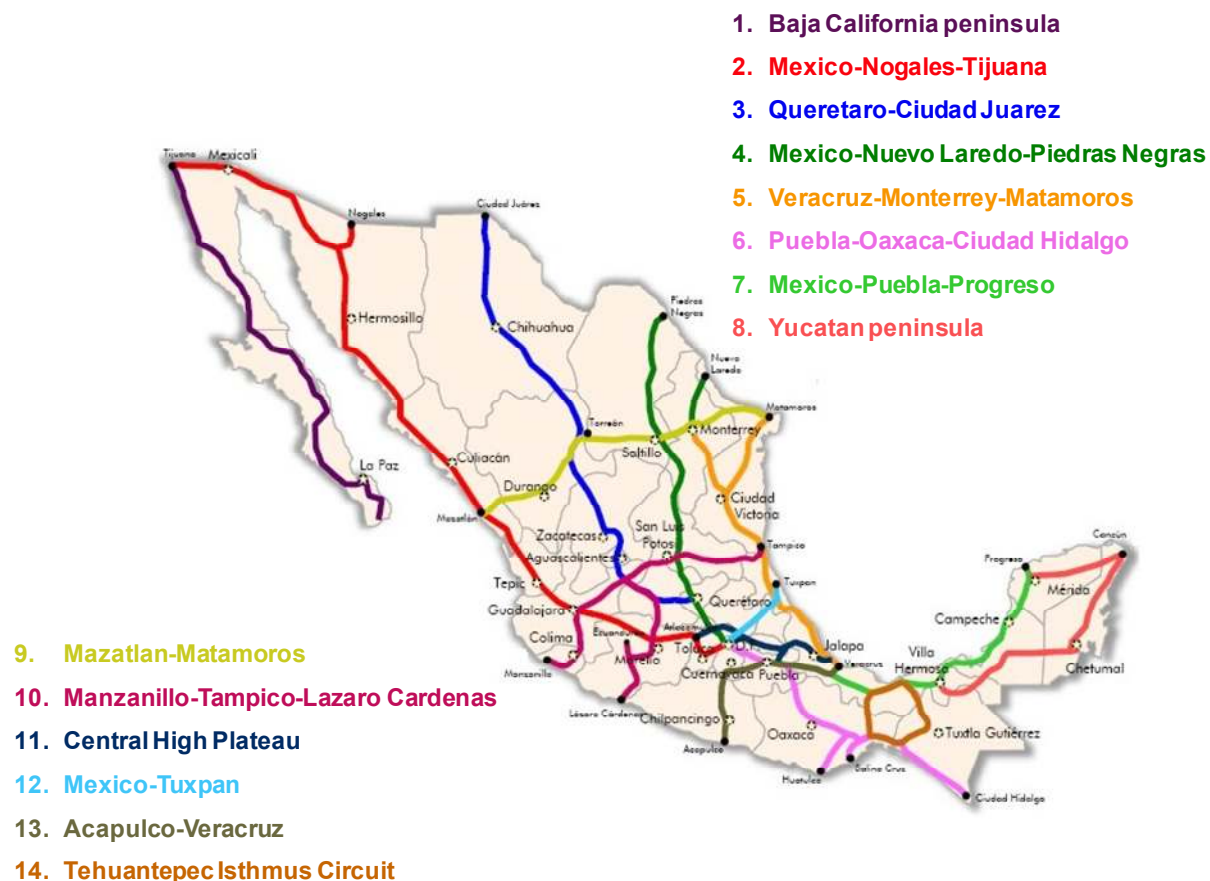 1. Baja California peninsula
2. Mexico-Nogales-Tijuana
3. Queretaro-Ciudad Juarez
4. Mexico-Nuevo Laredo-Piedras Negras
5. Veracruz-Monterrey-Matamoros
6. Puebla-Oaxaca-Ciudad Hidalgo
7. Mexico-Puebla-Progreso
8. Yucatan peninsula
Tijuana
Mexicali
Nogales
Ciudad Juárez
Hermosillo
Chihuahua
Piedras
Negras
Nuevo
Laredo
Matamoros
Torreón
Monterrey
Saltillo
La Paz
Culiacán
Durango
Ciudad
Victoria
Mazatlán
Zacatecas
San Luis
Potosí
Aguascalientes
Tampico
Cancún
Progreso
Mérida
Tepic
Tuxpan
Guadalajara
Querétaro
Campeche
Colima
Toluca
D.F.
Jalapa
Villa
Hermosa
Morelia
Veracruz
Chetumal
Manzanillo
Cuernavaca
Puebla
Lázaro Cárdenas
Chilpancingo
Oaxaca
Tuxtla Gutiérrez
Acapulco
Salina Cruz
Huatulco
Ciudad Hidalgo
9. Mazatlan-Matamoros
10. Manzanillo-Tampico-Lazaro Cardenas
11. Central High Plateau
12. Mexico-Tuxpan
13. Acapulco-Veracruz
14. Tehuantepec Isthmus Circuit